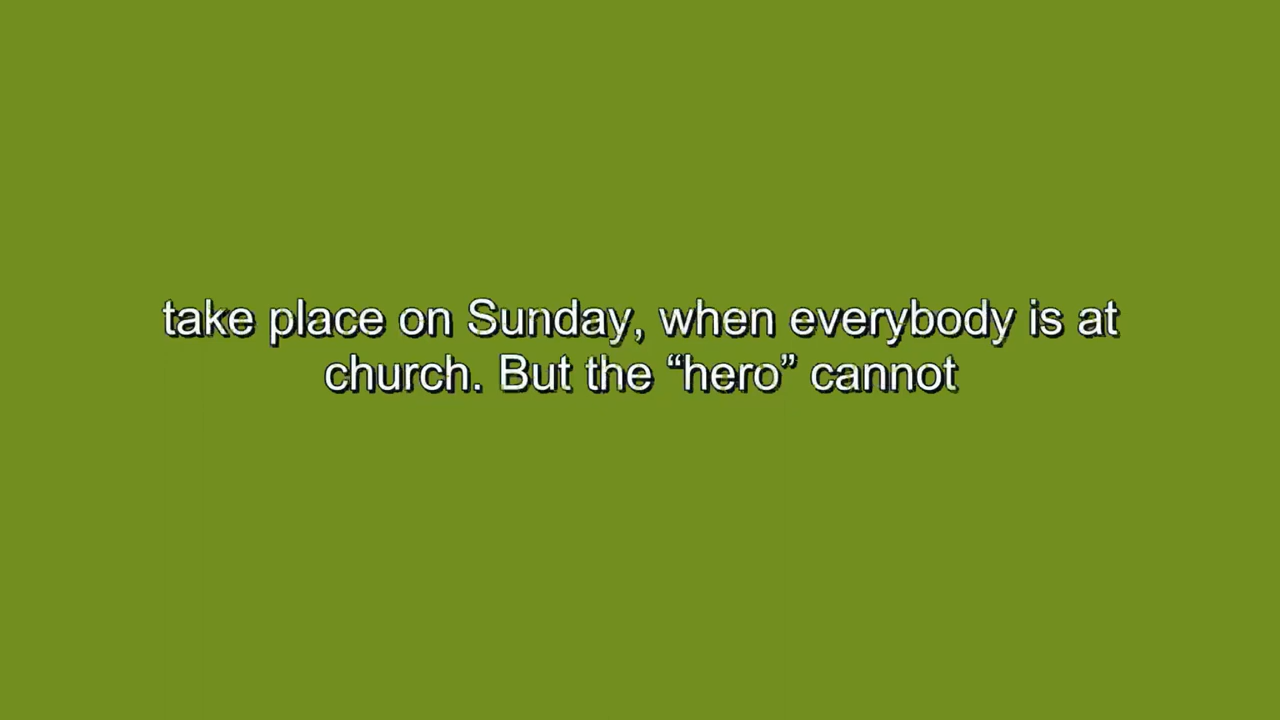 take place on Sunday, when everybody is at
church. But the “hero” cannot